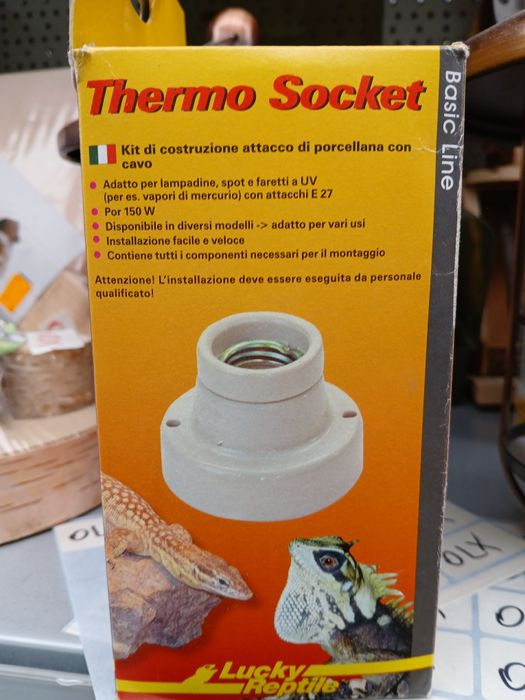 Thermo Socket
Basic Line
Kit di costruzione attacco di porcellana con
cavo
Adatto per lampadine, spot e faretti a UV
(per es. vapori di mercurio) con attacchi E 27
Por 150 W
Disponibile in diversi modelli -> adatto per vari usi
Installazione facile e veloce
Contiene tutti i componenti necessari per il montaggio
Attenzione! L'installazione deve essere eseguita da personale
qualificato!
Lucky
Reptile
OLX